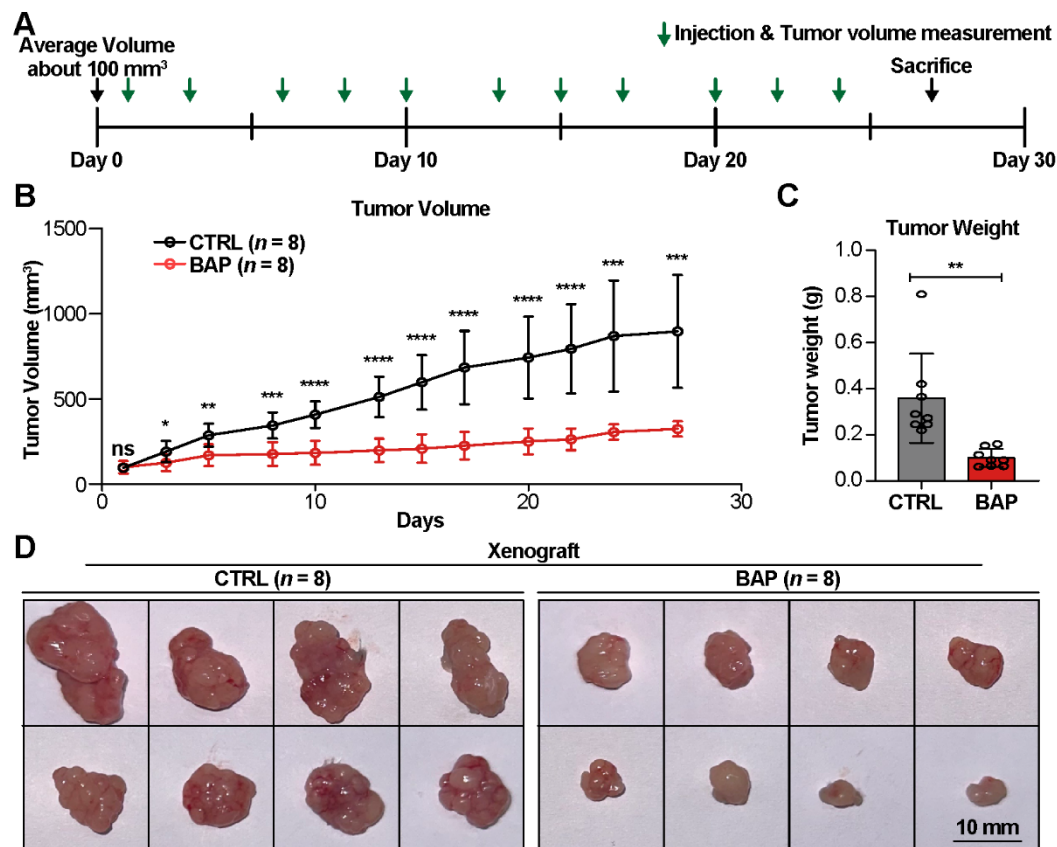 A
Average Volume
about 100 mm³
Injection & Tumor volume measurement
Sacrifice
Day 0
Day 10
Day 20
Day 30
B
Tumor Volume
CTRL (n = 8)
BAP (n = 8)
Tumor Volume (mm³)
1500
1000
500
0
ns
*
**
***
****
****
****
****
****
****
***
***
0
10
20
30
Days
C
Tumor Weight
**
Tumor weight (g)
1.0
0.8
0.6
0.4
0.2
0.0
CTRL
BAP
D
Xenograft
CTRL (n = 8)
BAP (n = 8)
10 mm